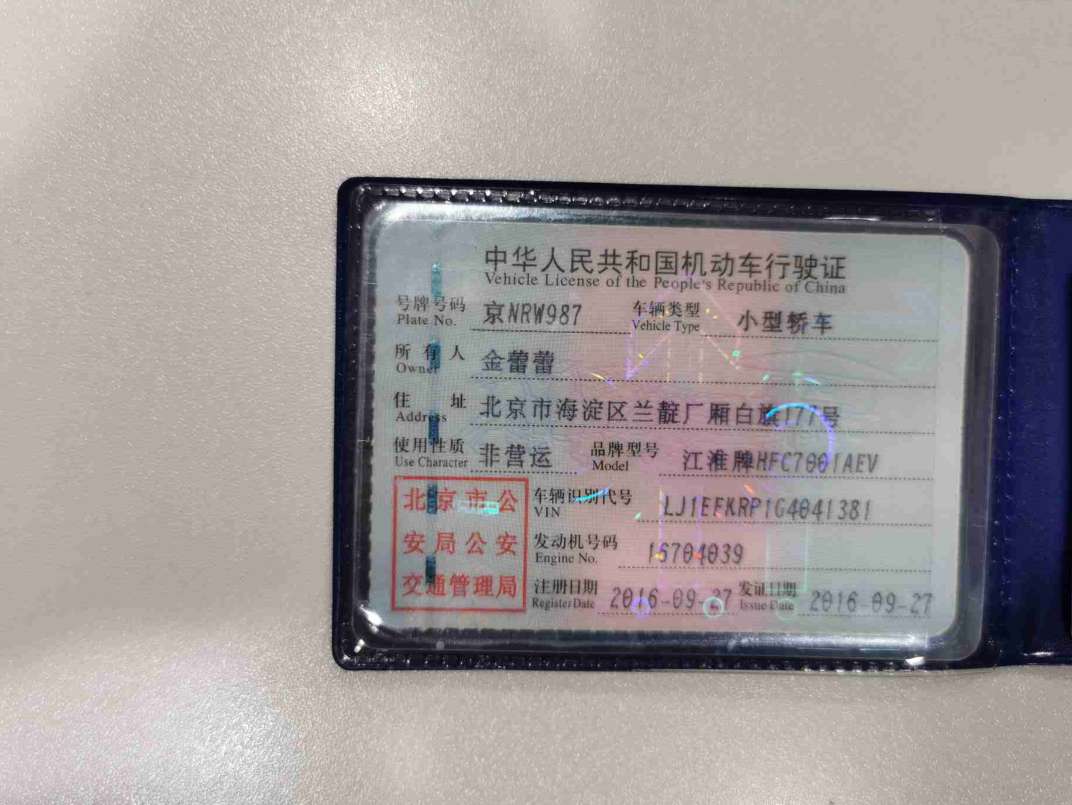 中华人民共和国机动车行驶证
Vehicle License of the People's Republic of China
号牌号码 京NRW987 车辆类型 小型轿车
Plate No. Vehicle Type
所有人 金蕾蕾
Owner
住址 北京市海淀区兰靛厂厢白旗177号
Address
使用性质 非营运 品牌型号 江淮牌HFC7001AEV
Use Character Model
北京市公安局公安交通管理局
车辆识别代号 LJ1EFKRP1G4041381
VIN
发动机号码 16704039
Engine No.
注册日期 2016-09-27 发证日期 2016-09-27
Register Date Issue Date